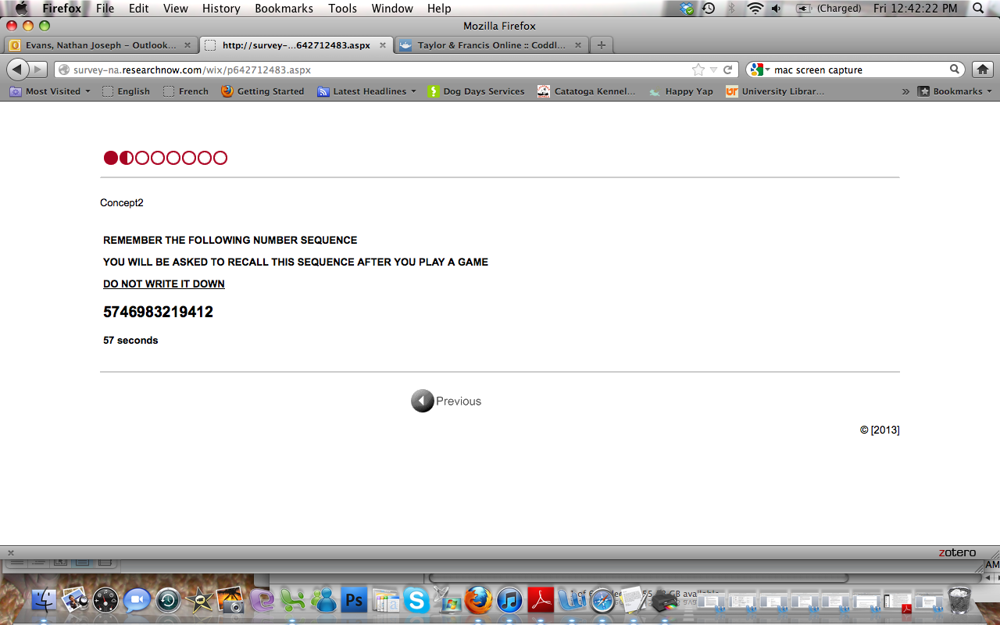 Firefox File Edit View History Bookmarks Tools Window Help (Charged) Fri 12:42:22 PM
Mozilla Firefox
Evans, Nathan Joseph – Outlook... http://survey-...642712483.aspx Taylor & Francis Online :: Coddl...
survey-na.researchnow.com/wix/p642712483.aspx mac screen capture
Most Visited English French Getting Started Latest Headlines Dog Days Services Catatoga Kennel... Happy Yap University Librar... » Bookmarks
Concept2
REMEMBER THE FOLLOWING NUMBER SEQUENCE
YOU WILL BE ASKED TO RECALL THIS SEQUENCE AFTER YOU PLAY A GAME
DO NOT WRITE IT DOWN
5746983219412
57 seconds
Previous
© [2013]
zotero
AM
Ps